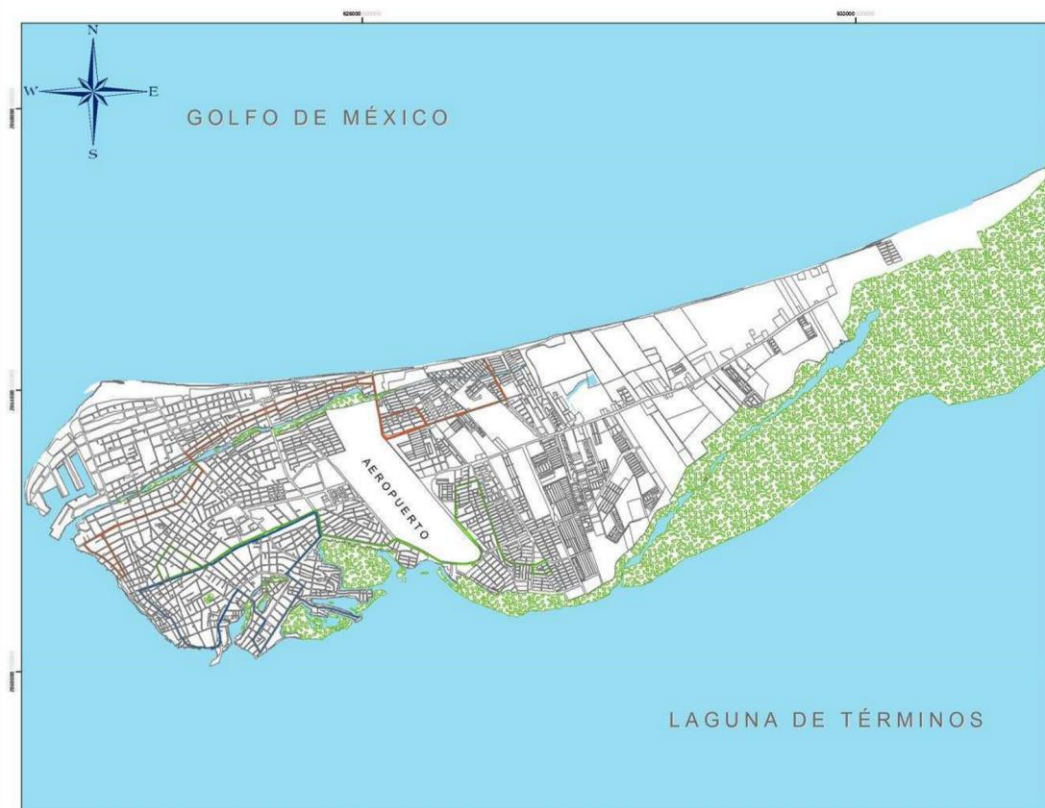 N
W E
S
GOLFO DE MÉXICO
AEROPUERTO
LAGUNA DE TÉRMINOS